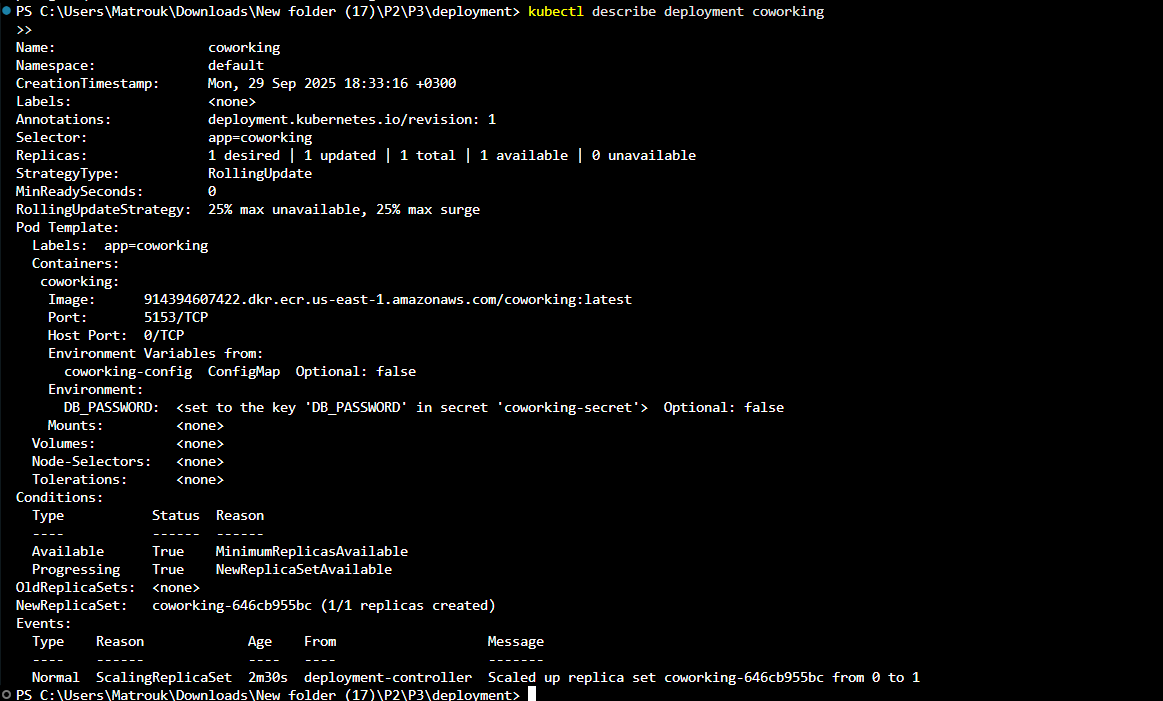 PS C:\Users\Matrouk\Downloads\New folder (17)\P2\P3\deployment> kubectl describe deployment coworking
>>
Name:                   coworking
Namespace:              default
CreationTimestamp:      Mon, 29 Sep 2025 18:33:16 +0300
Labels:                 <none>
Annotations:            deployment.kubernetes.io/revision: 1
Selector:               app=coworking
Replicas:               1 desired | 1 updated | 1 total | 1 available | 0 unavailable
StrategyType:           RollingUpdate
MinReadySeconds:        0
RollingUpdateStrategy:  25% max unavailable, 25% max surge
Pod Template:
  Labels:  app=coworking
  Containers:
   coworking:
    Image:      914394607422.dkr.ecr.us-east-1.amazonaws.com/coworking:latest
    Port:       5153/TCP
    Host Port:  0/TCP
    Environment Variables from:
      coworking-config  ConfigMap  Optional: false
    Environment:
      DB_PASSWORD:  <set to the key 'DB_PASSWORD' in secret 'coworking-secret'>  Optional: false
    Mounts:         <none>
  Volumes:          <none>
  Node-Selectors:   <none>
  Tolerations:      <none>
Conditions:
  Type           Status  Reason
  ----           ------  ------
  Available      True    MinimumReplicasAvailable
  Progressing    True    NewReplicaSetAvailable
OldReplicaSets:  <none>
NewReplicaSet:   coworking-646cb955bc (1/1 replicas created)
Events:
  Type    Reason             Age    From                   Message
  ----    ------             ----   ----                   -------
  Normal  ScalingReplicaSet  2m30s  deployment-controller  Scaled up replica set coworking-646cb955bc from 0 to 1
PS C:\Users\Matrouk\Downloads\New folder (17)\P2\P3\deployment>